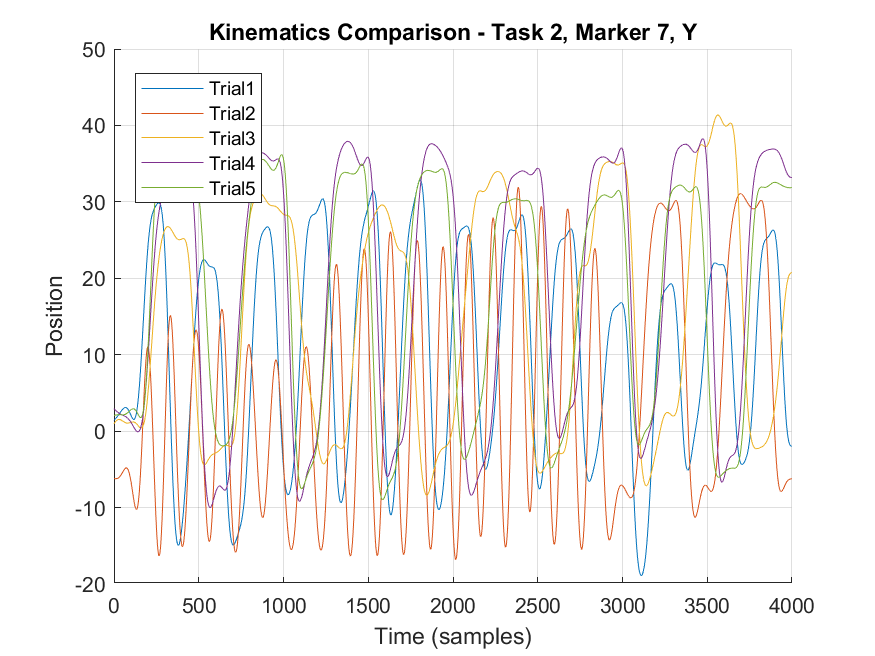 Kinematics Comparison - Task 2, Marker 7, Y
50
40
30
20
10
0
-10
-20
Position
Trial1
Trial2
Trial3
Trial4
Trial5
0 500 1000 1500 2000 2500 3000 3500 4000
Time (samples)